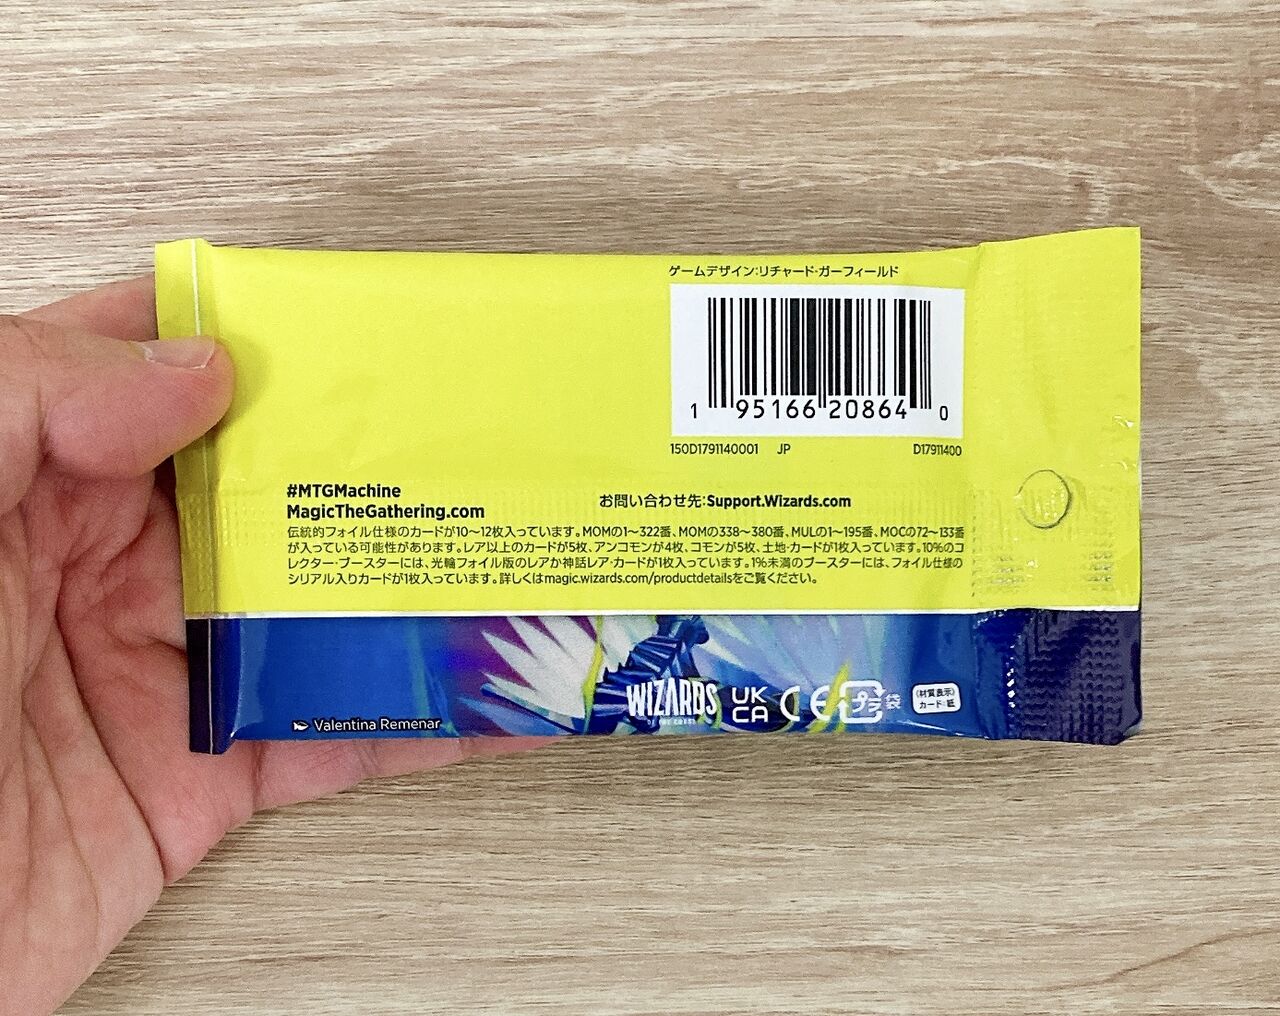 ゲームデザイン:リチャード・ガーフィールド
1 95166 20864 0
150D1791140001 JP D17911400
#MTGMachine
MagicTheGathering.com
お問い合わせ先:Support.Wizards.com
伝統的フォイル仕様のカードが10～12枚入っています。MOMの1～322番、MOMの338～380番、MULの1～195番、MOCの72～133番
が入っている可能性があります。レア以上のカードが5枚、アンコモンが4枚、コモンが5枚、土地・カードが1枚入っています。10%のコ
レクター・ブースターには、光輪フォイル版のレアか神話レア・カードが1枚入っています。1%未満のブースターには、フォイル仕様の
シリアル入りカードが1枚入っています。詳しくはmagic.wizards.com/productdetailsをご覧ください。
Valentina Remenar
WIZARDS
OF THE COAST
UK
CA
CE
プラ
袋
(材質表示)
カード:紙